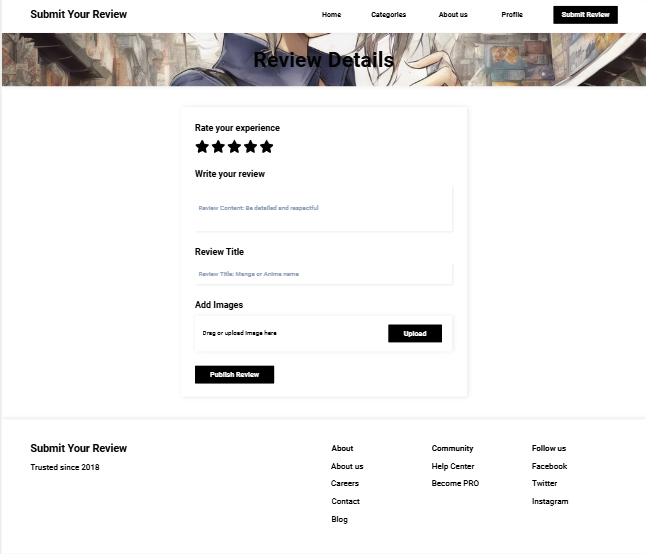 Submit Your Review
Home Categories About us Profile Submit Review
Review Details
Rate your experience
Write your review
Review Content: Be detailed and respectful
Review Title
Review Title: Manga or Anime name
Add Images
Drag or upload image here
Upload
Publish Review
Submit Your Review
Trusted since 2018
About
About us
Careers
Contact
Blog
Community
Help Center
Become PRO
Follow us
Facebook
Twitter
Instagram